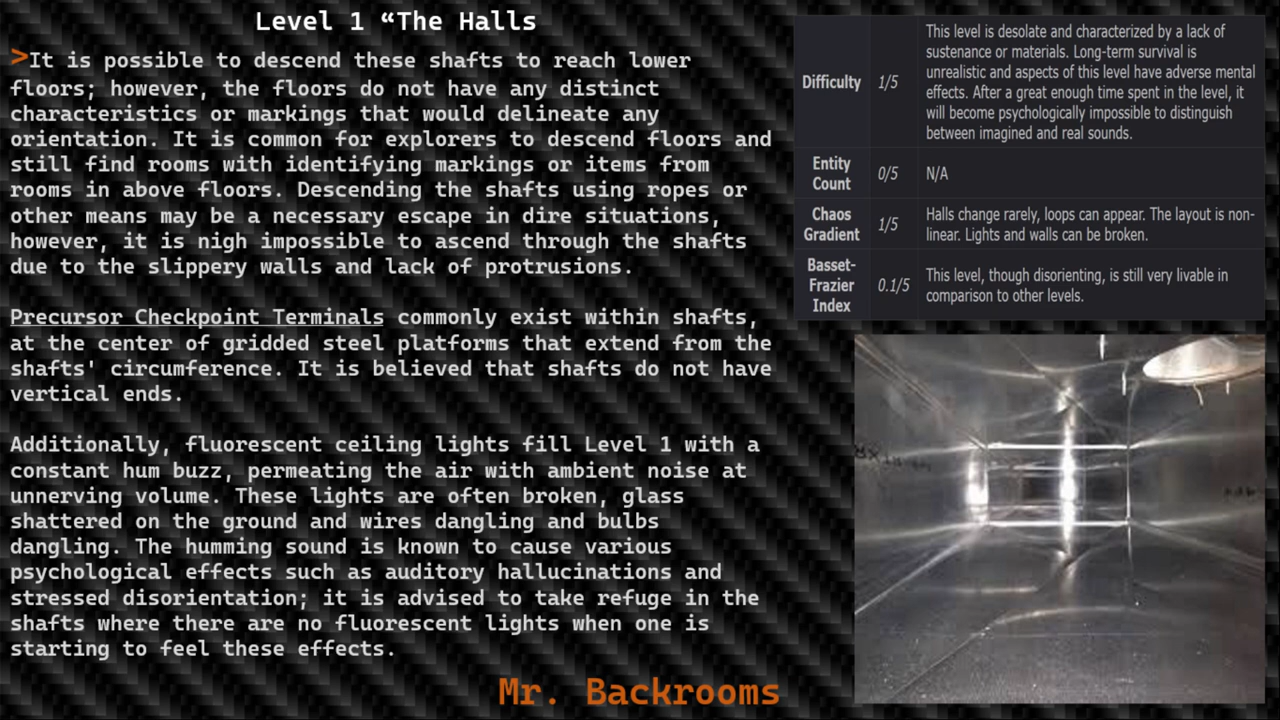 Level 1 “The Halls
>It is possible to descend these shafts to reach lower
floors; however, the floors do not have any distinct
characteristics or markings that would delineate any
orientation. It is common for explorers to descend floors and
still find rooms with identifying markings or items from
rooms in above floors. Descending the shafts using ropes or
other means may be a necessary escape in dire situations,
however, it is nigh impossible to ascend through the shafts
due to the slippery walls and lack of protrusions.
Precursor Checkpoint Terminals commonly exist within shafts,
at the center of gridded steel platforms that extend from the
shafts' circumference. It is believed that shafts do not have
vertical ends.
Additionally, fluorescent ceiling lights fill Level 1 with a
constant hum buzz, permeating the air with ambient noise at
unnerving volume. These lights are often broken, glass
shattered on the ground and wires dangling and bulbs
dangling. The humming sound is known to cause various
psychological effects such as auditory hallucinations and
stressed disorientation; it is advised to take refuge in the
shafts where there are no fluorescent lights when one is
starting to feel these effects.
Difficulty 1/5
This level is desolate and characterized by a lack of
sustenance or materials. Long-term survival is
unrealistic and aspects of this level have adverse mental
effects. After a great enough time spent in the level, it
will become psychologically impossible to distinguish
between imagined and real sounds.
Entity
Count
0/5 N/A
Chaos
Gradient
1/5
Halls change rarely, loops can appear. The layout is non-
linear. Lights and walls can be broken.
Basset-
Frazier
Index
0.1/5
This level, though disorienting, is still very livable in
comparison to other levels.
Mr. Backrooms